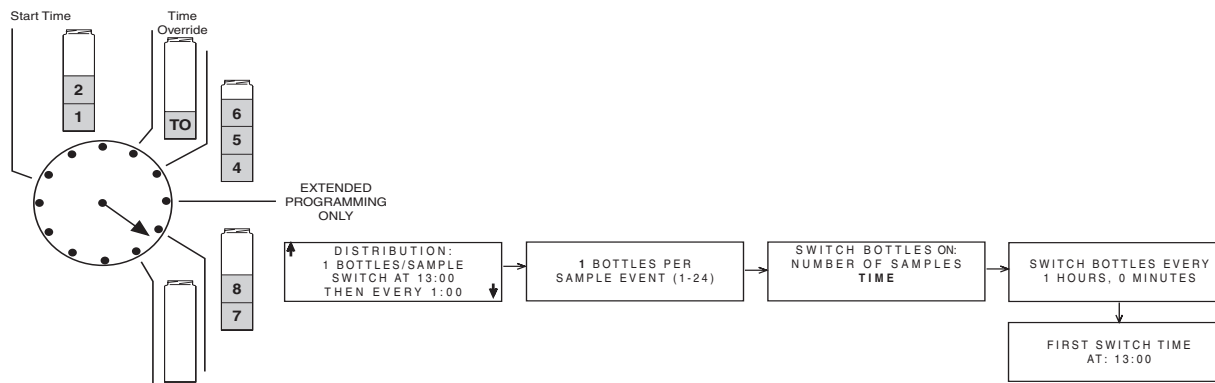 Start Time
Time
Override
2
1
TO
6
5
4
EXTENDED
PROGRAMMING
ONLY
8
7
DISTRIBUTION:
1 BOTTLES/SAMPLE
SWITCH AT 13:00
THEN EVERY 1:00
1 BOTTLES PER
SAMPLE EVENT (1-24)
SWITCH BOTTLES ON:
NUMBER OF SAMPLES
TIME
SWITCH BOTTLES EVERY
1 HOURS, 0 MINUTES
FIRST SWITCH TIME
AT: 13:00